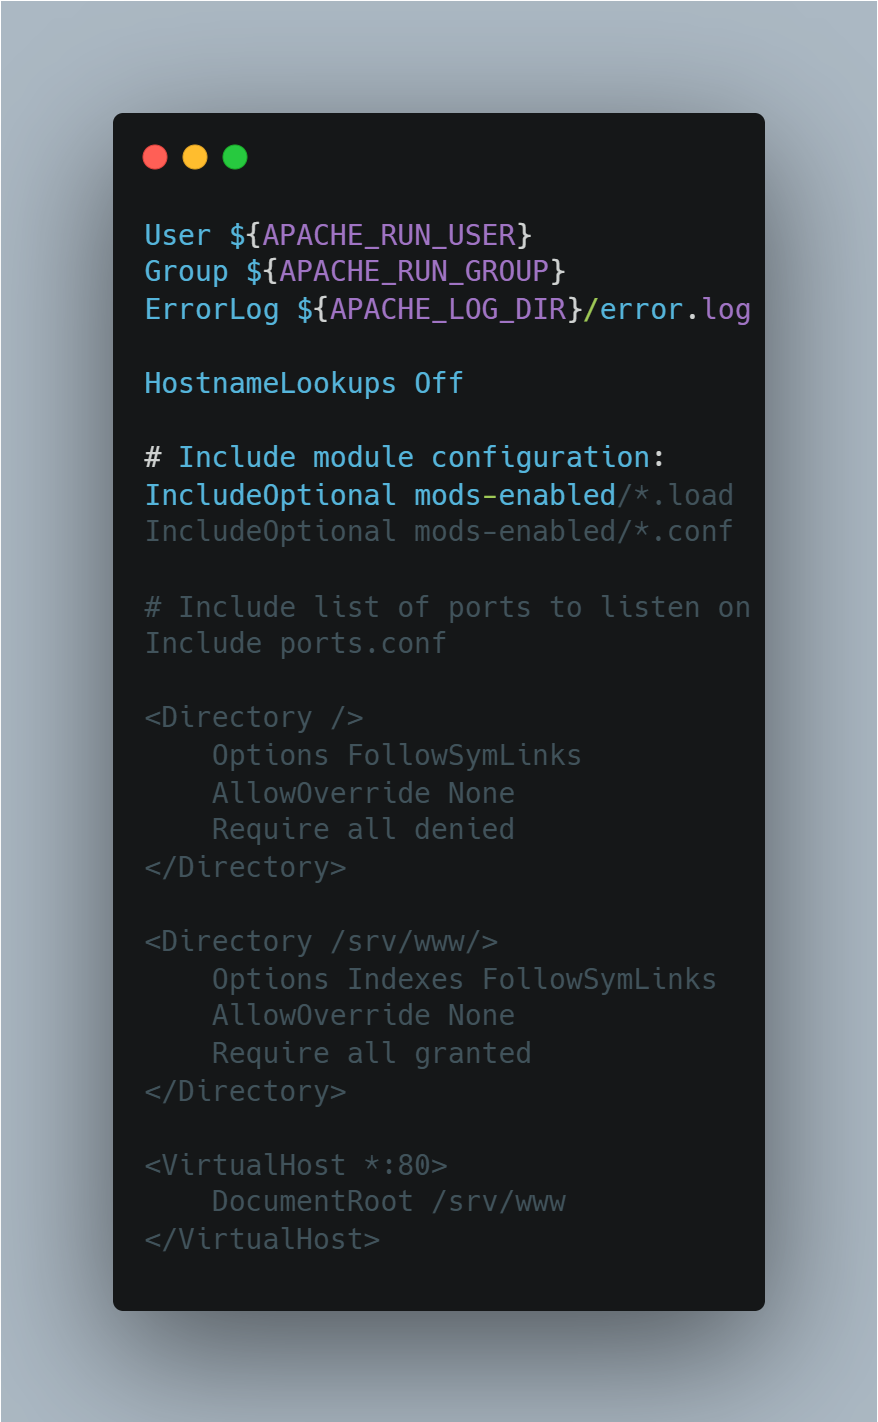 User ${APACHE_RUN_USER}
Group ${APACHE_RUN_GROUP}
ErrorLog ${APACHE_LOG_DIR}/error.log
HostnameLookups Off
# Include module configuration:
IncludeOptional mods-enabled/*.load
IncludeOptional mods-enabled/*.conf
# Include list of ports to listen on
Include ports.conf
<Directory />
    Options FollowSymLinks
    AllowOverride None
    Require all denied
</Directory>
<Directory /srv/www/>
    Options Indexes FollowSymLinks
    AllowOverride None
    Require all granted
</Directory>
<VirtualHost *:80>
    DocumentRoot /srv/www
</VirtualHost>